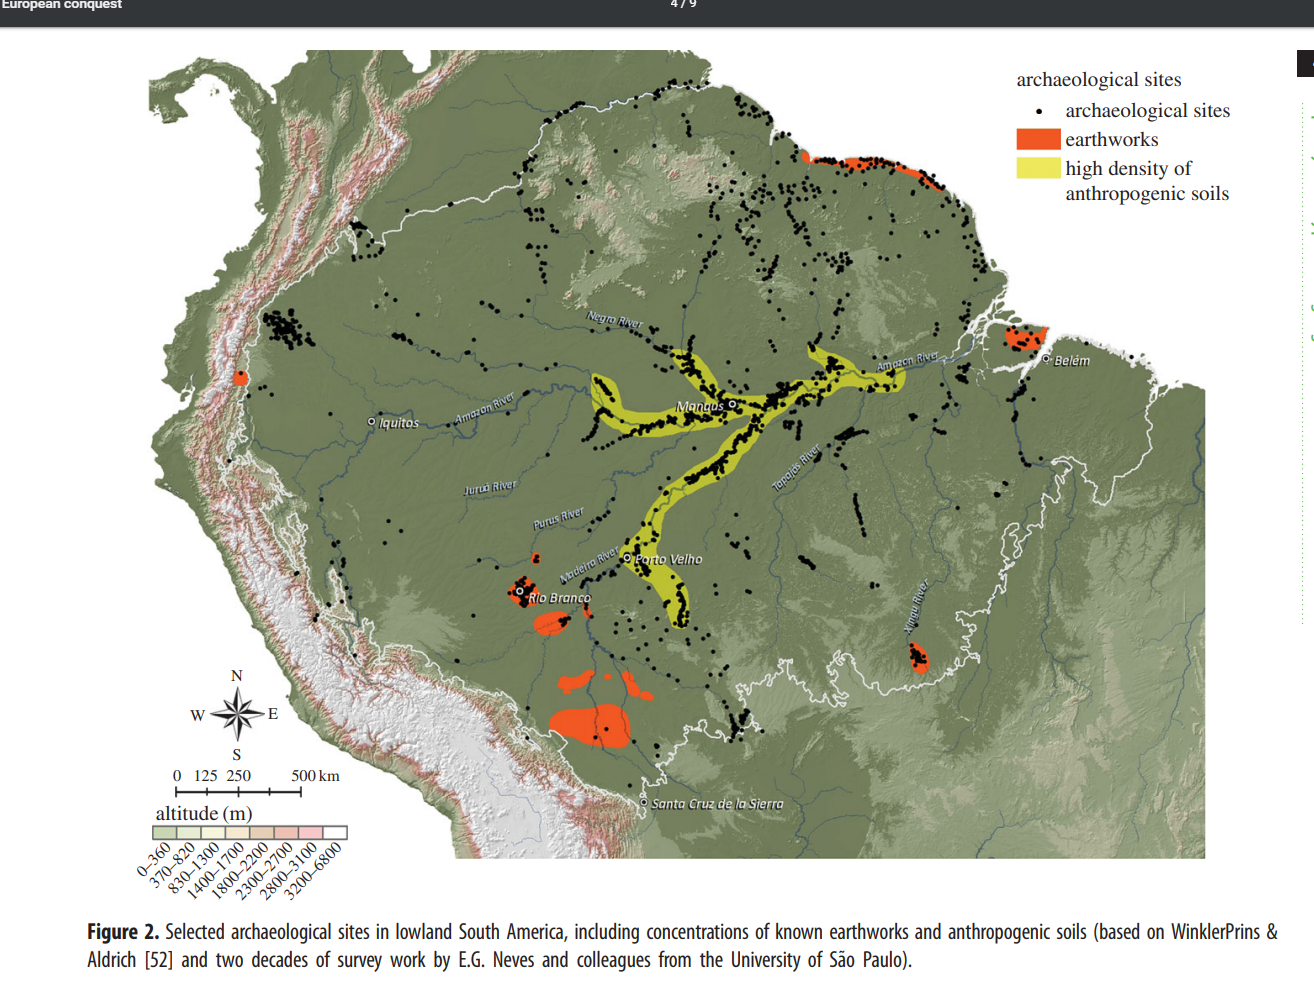 European conquest
4 / 9
archaeological sites
archaeological sites
earthworks
high density of
anthropogenic soils
Negro River
Amazon River
Belém
Manaus
Amazon River
Iquitos
Tapajós River
Juruá River
Purus River
Madeira River
Porto Velho
Rio Branco
Xingu River
N
W
E
S
0 125 250 500 km
altitude (m)
0–360
370–820
830–1300
1400–1700
1800–2200
2300–2700
2800–3100
3200–6800
Santa Cruz de la Sierra
Figure 2. Selected archaeological sites in lowland South America, including concentrations of known earthworks and anthropogenic soils (based on WinklerPrins &
Aldrich [52] and two decades of survey work by E.G. Neves and colleagues from the University of São Paulo).